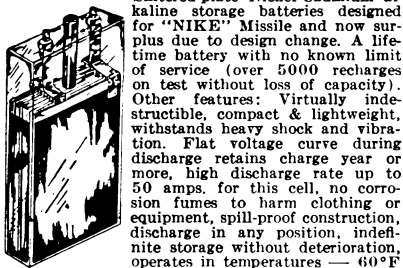 kaline storage batteries designed
for "NIKE" Missile and now sur-
plus due to design change. A life-
time battery with no known limit
of service (over 5000 recharges
on test without loss of capacity).
Other features: Virtually inde-
structible, compact & lightweight,
withstands heavy shock and vibra-
tion. Flat voltage curve during
discharge retains charge year or
more, high discharge rate up to
50 amps. for this cell, no corro-
sion fumes to harm clothing or
equipment, spill-proof construction,
discharge in any position, indefi-
nite storage without deterioration,
operates in temperatures — 60°F